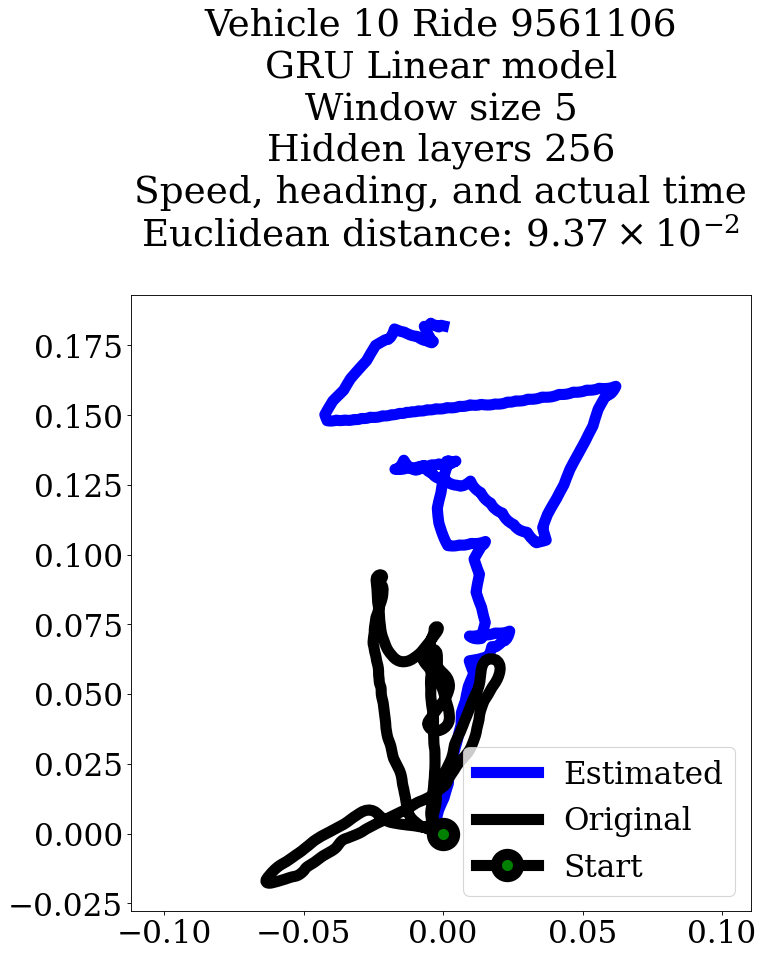 Vehicle 10 Ride 9561106
GRU Linear model
Window size 5
Hidden layers 256
Speed, heading, and actual time
Euclidean distance: 9.37 × 10⁻²
0.175
0.150
0.125
0.100
0.075
0.050
0.025
0.000
−0.025
−0.10 −0.05 0.00 0.05 0.10
Estimated
Original
Start